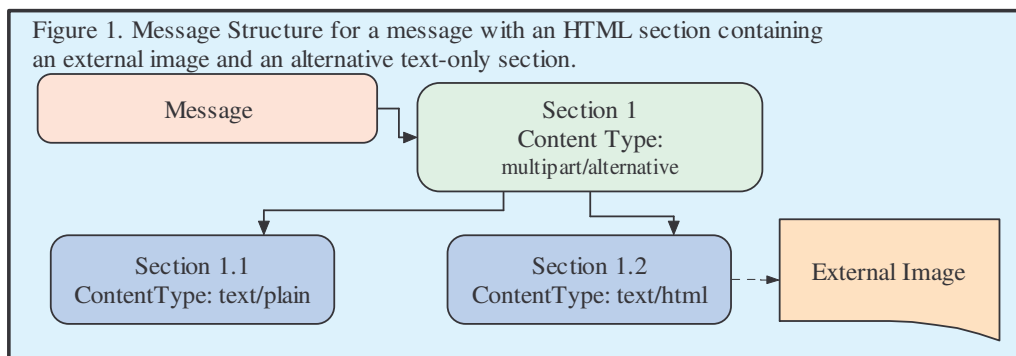 Figure 1. Message Structure for a message with an HTML section containing
an external image and an alternative text-only section.
Message
Section 1
Content Type:
multipart/alternative
Section 1.1
ContentType: text/plain
Section 1.2
ContentType: text/html
External Image